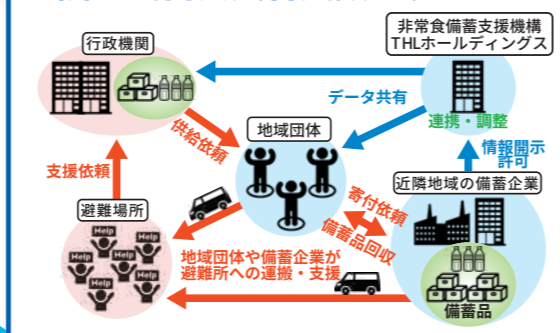 非常食備蓄支援機構
THLホールディングス
行政機関
データ共有
連携・調整
地域団体
供給依頼
情報開示
許可
支援依頼
近隣地域の備蓄企業
避難場所
寄付依頼
備蓄品回収
Help
Help
Help
Help
Help
Help
地域団体や備蓄企業が
避難所への運搬・支援
備蓄品